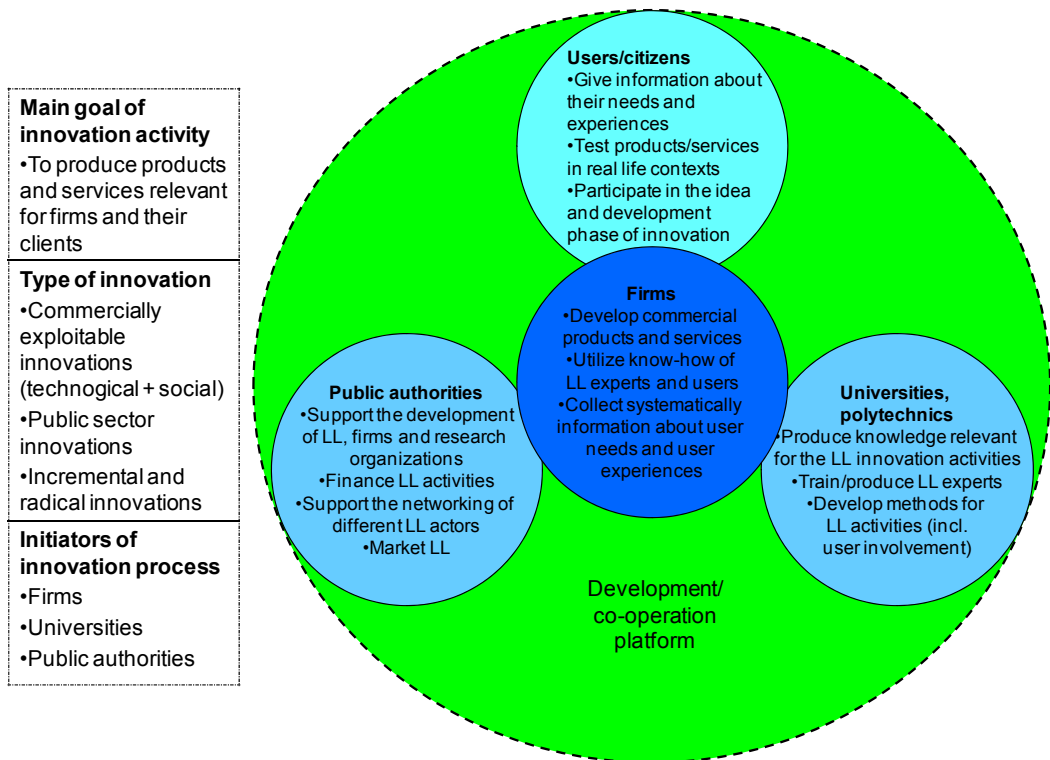 Main goal of
innovation activity
•To produce products
and services relevant
for firms and their
clients
Type of innovation
•Commercially
exploitable
innovations
(technogical + social)
•Public sector
innovations
•Incremental and
radical innovations
Initiators of
innovation process
•Firms
•Universities
•Public authorities
Users/citizens
•Give information about
their needs and
experiences
•Test products/services
in real life contexts
•Participate in the idea
and development
phase of innovation
Firms
•Develop commercial
products and services
•Utilize know-how of
LL experts and users
•Collect systematically
information about user
needs and user
experiences
Public authorities
•Support the development
of LL, firms and research
organizations
•Finance LL activities
•Support the networking of
different LL actors
•Market LL
Universities,
polytechnics
•Produce knowledge relevant
for the LL innovation activities
•Train/produce LL experts
•Develop methods for
LL activities (incl.
user involvement)
Development/
co-operation
platform